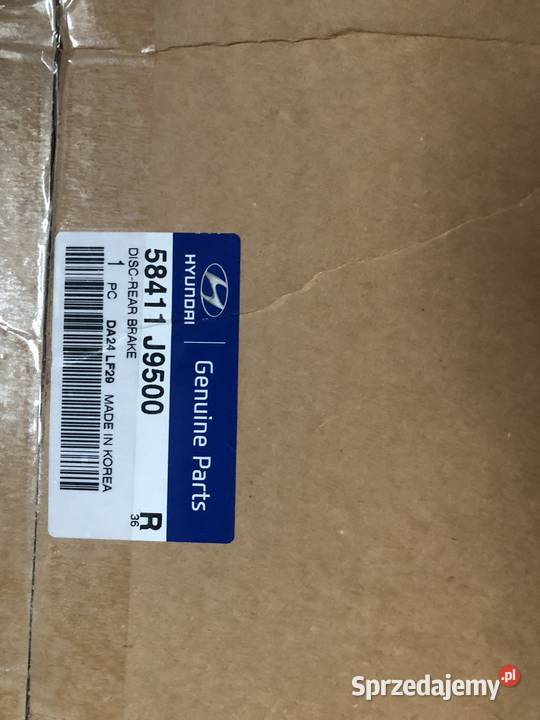 HYUNDAI | Genuine Parts
58411 J9500 R
DISC-REAR BRAKE 36
1 PC DA24 LF29 MADE IN KOREA
Sprzedajemy.pl